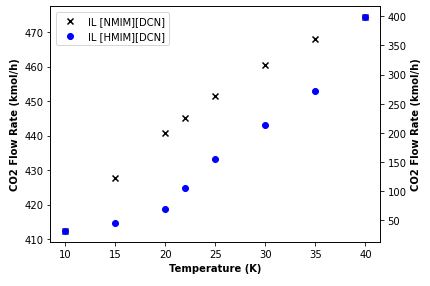 IL [NMIM][DCN]
IL [HMIM][DCN]
470
460
450
440
430
420
410
CO2 Flow Rate (kmol/h)
400
350
300
250
200
150
100
50
CO2 Flow Rate (kmol/h)
10 15 20 25 30 35 40
Temperature (K)